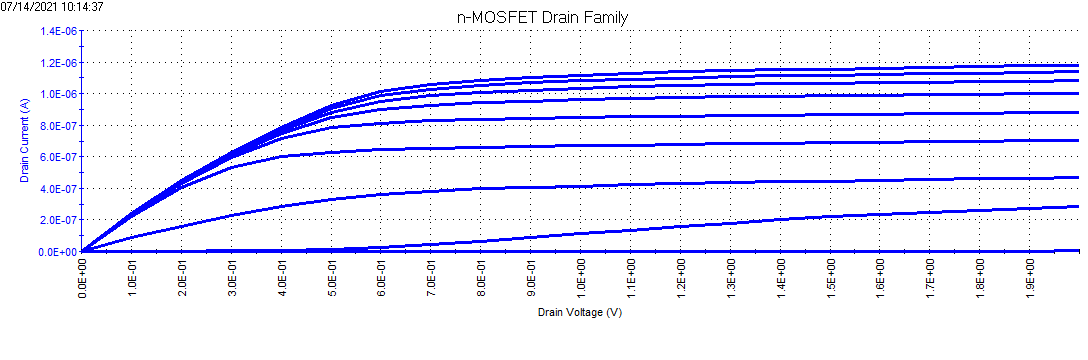 07/14/2021 10:14:37
n-MOSFET Drain Family
1.4E-06
1.2E-06
1.0E-06
8.0E-07
6.0E-07
4.0E-07
2.0E-07
0.0E+00
Drain Current (A)
0.0E+00 1.0E-01 2.0E-01 3.0E-01 4.0E-01 5.0E-01 6.0E-01 7.0E-01 8.0E-01 9.0E-01 1.0E+00 1.1E+00 1.2E+00 1.3E+00 1.4E+00 1.5E+00 1.6E+00 1.7E+00 1.8E+00 1.9E+00
Drain Voltage (V)